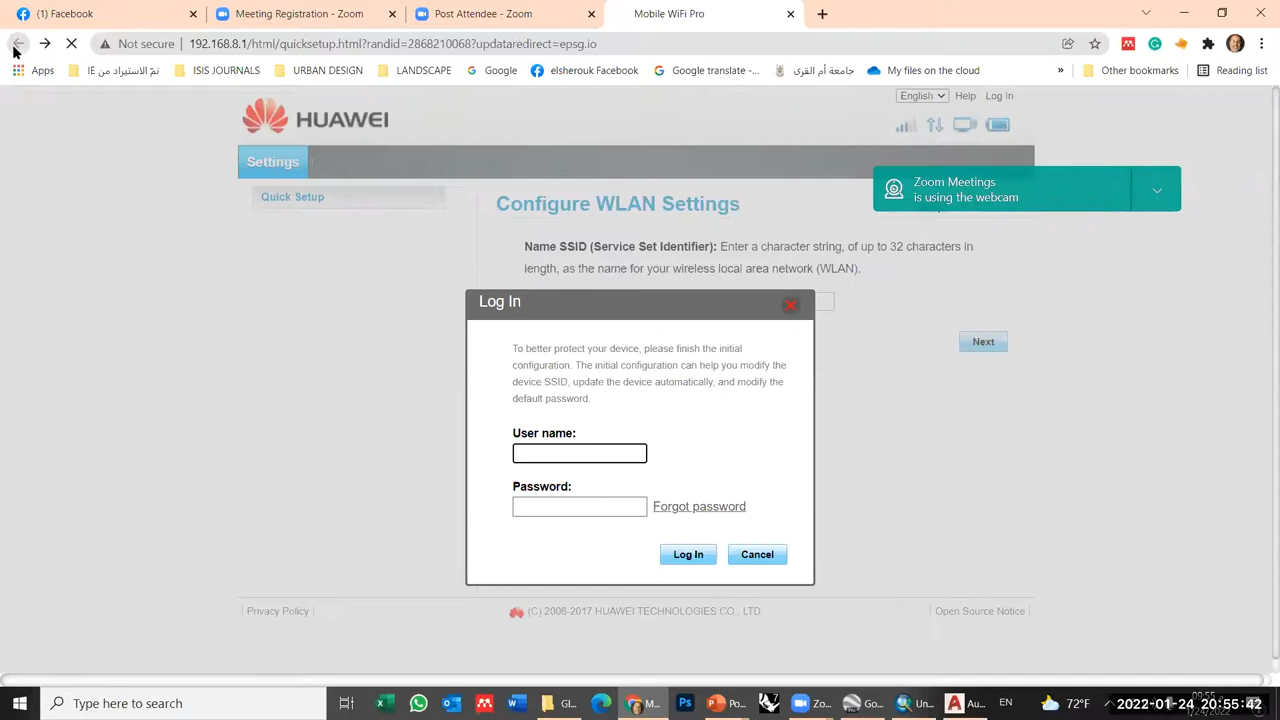 (1) Facebook
Meeting Registration - Zoom
Post Attendee - Zoom
Mobile WiFi Pro
Not secure
192.168.8.1/html/quicksetup.html?randid=2805210068?updataredirect=epsg.io
Apps
تمّ الاستيراد من IE
ISIS JOURNALS
URBAN DESIGN
LANDSCAPE
Google
elsherouk Facebook
Google translate -...
جامعة أم القرى
My files on the cloud
»
Other bookmarks
Reading list
English
Help
Log In
HUAWEI
Settings
Zoom Meetings
is using the webcam
Quick Setup
Configure WLAN Settings
Name SSID (Service Set Identifier): Enter a character string, of up to 32 characters in
length, as the name for your wireless local area network (WLAN).
Log In
To better protect your device, please finish the initial
configuration. The initial configuration can help you modify the
device SSID, update the device automatically, and modify the
default password.
Next
User name:
Password:
Forgot password
Log In
Cancel
Privacy Policy
(C) 2006-2017 HUAWEI TECHNOLOGIES CO., LTD
Open Source Notice
Type here to search
Gl...
M...
Po...
Zo...
Go...
Un...
Au...
EN
72°F
2022-01-24 20:55:42